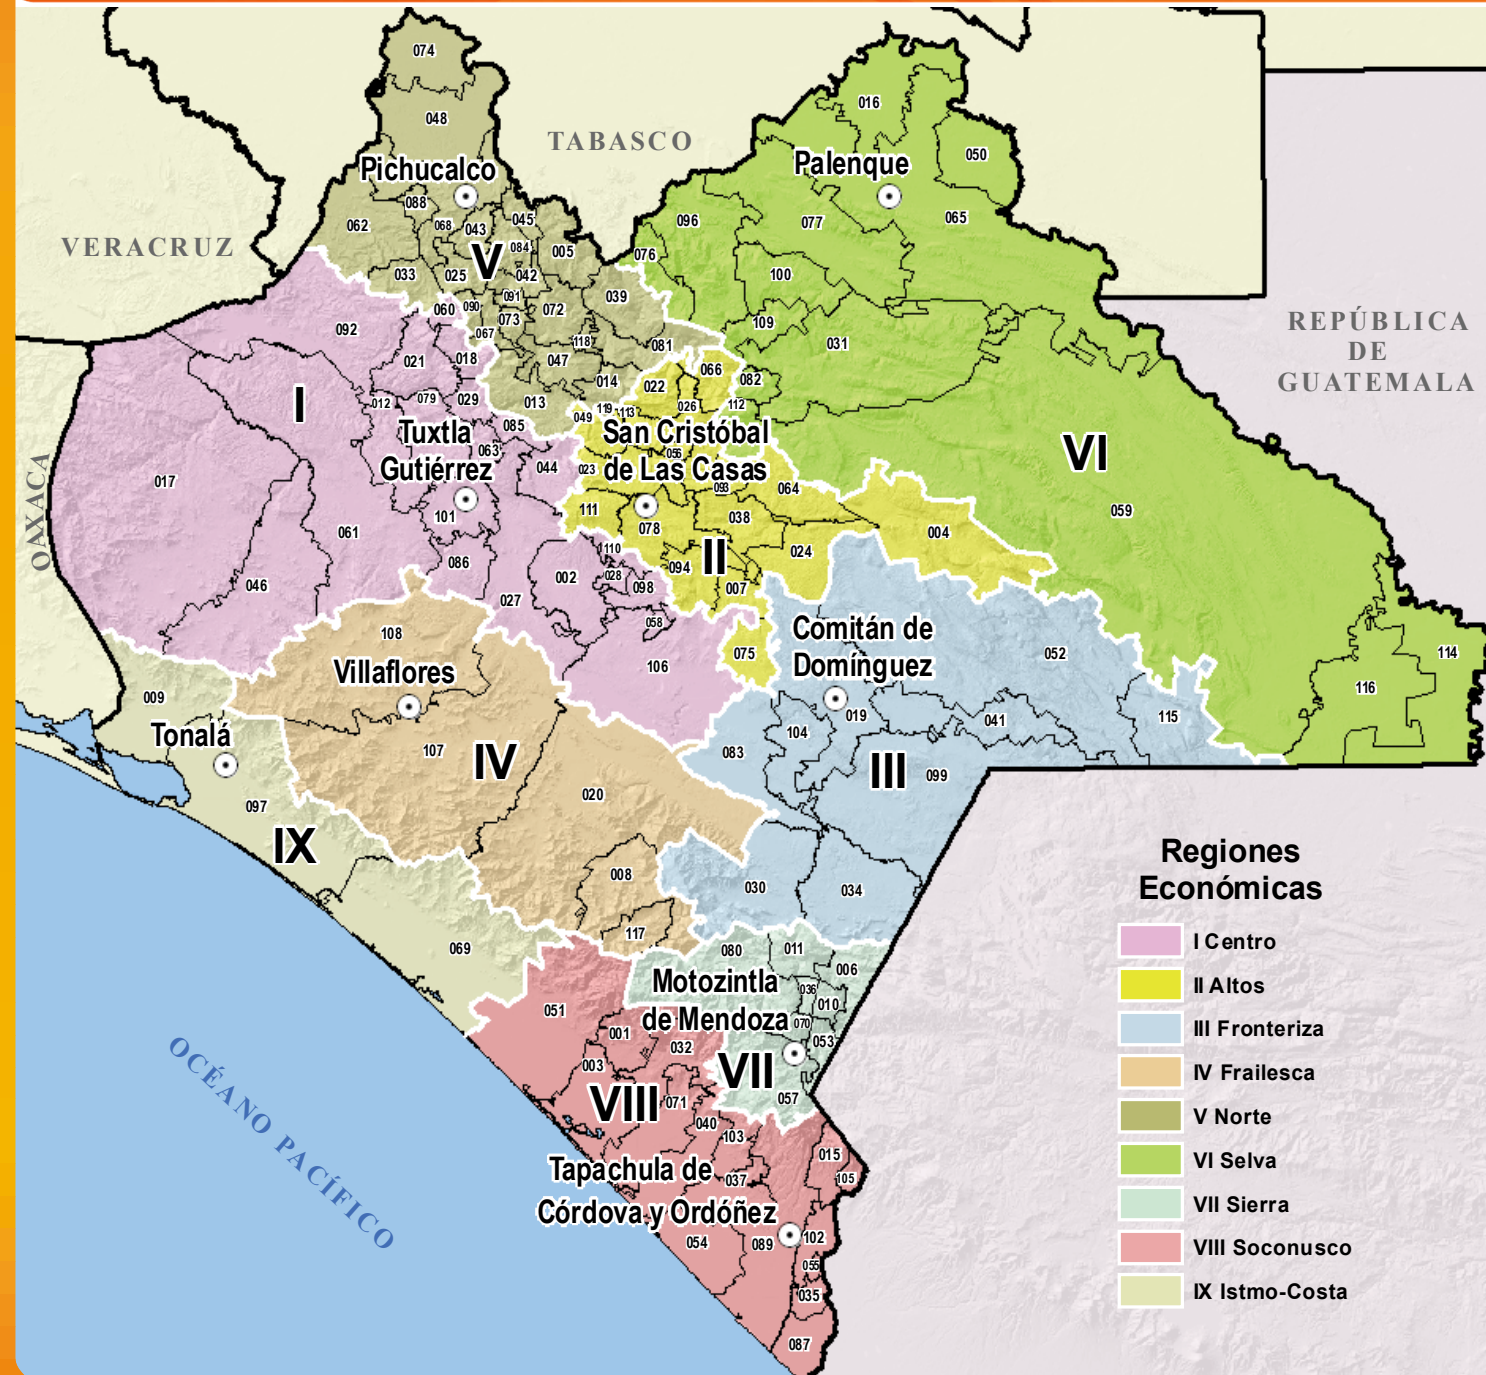 074
048
016
TABASCO
050
Pichucalco
Palenque
088
062
068
043
045
096
077
065
VERACRUZ
V
084
005
076
033
025
042
100
091
039
060
090
072
073
109
REPÚBLICA
DE
GUATEMALA
092
067
118
081
031
021
018
047
066
082
I
012
079
029
014
022
026
112
013
049
119
113
Tuxtla
Gutiérrez
085
San Cristóbal
de Las Casas
VI
063
044
023
056
093
064
017
OAXACA
101
111
078
038
059
061
004
086
110
II
024
046
002
028
098
094
007
027
058
108
Comitán de
Domínguez
075
052
114
Villaflores
106
116
009
019
041
115
Tonalá
107
104
IV
083
III
099
097
020
IX
008
030
034
117
069
080
011
006
Motozintla
de Mendoza
036
010
051
070
001
032
053
003
VII
057
VIII
071
040
103
015
105
Tapachula de
Córdova y Ordóñez
037
054
089
102
055
035
087
OCÉANO PACÍFICO
Regiones
Económicas
I Centro
II Altos
III Fronteriza
IV Frailesca
V Norte
VI Selva
VII Sierra
VIII Soconusco
IX Istmo-Costa